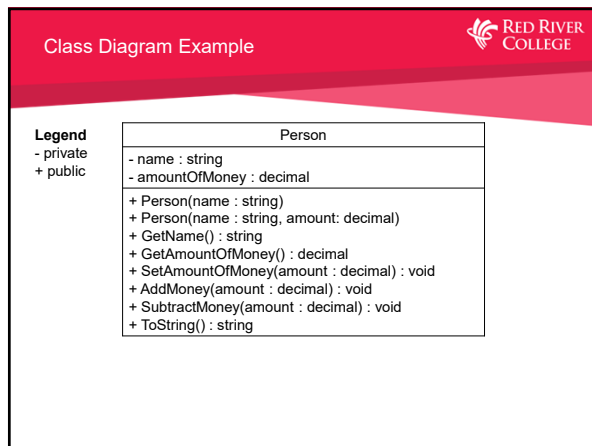 Class Diagram Example
RED RIVER
COLLEGE
Legend
- private
+ public
Person
- name : string
- amountOfMoney : decimal
+ Person(name : string)
+ Person(name : string, amount: decimal)
+ GetName() : string
+ GetAmountOfMoney() : decimal
+ SetAmountOfMoney(amount : decimal) : void
+ AddMoney(amount : decimal) : void
+ SubtractMoney(amount : decimal) : void
+ ToString() : string